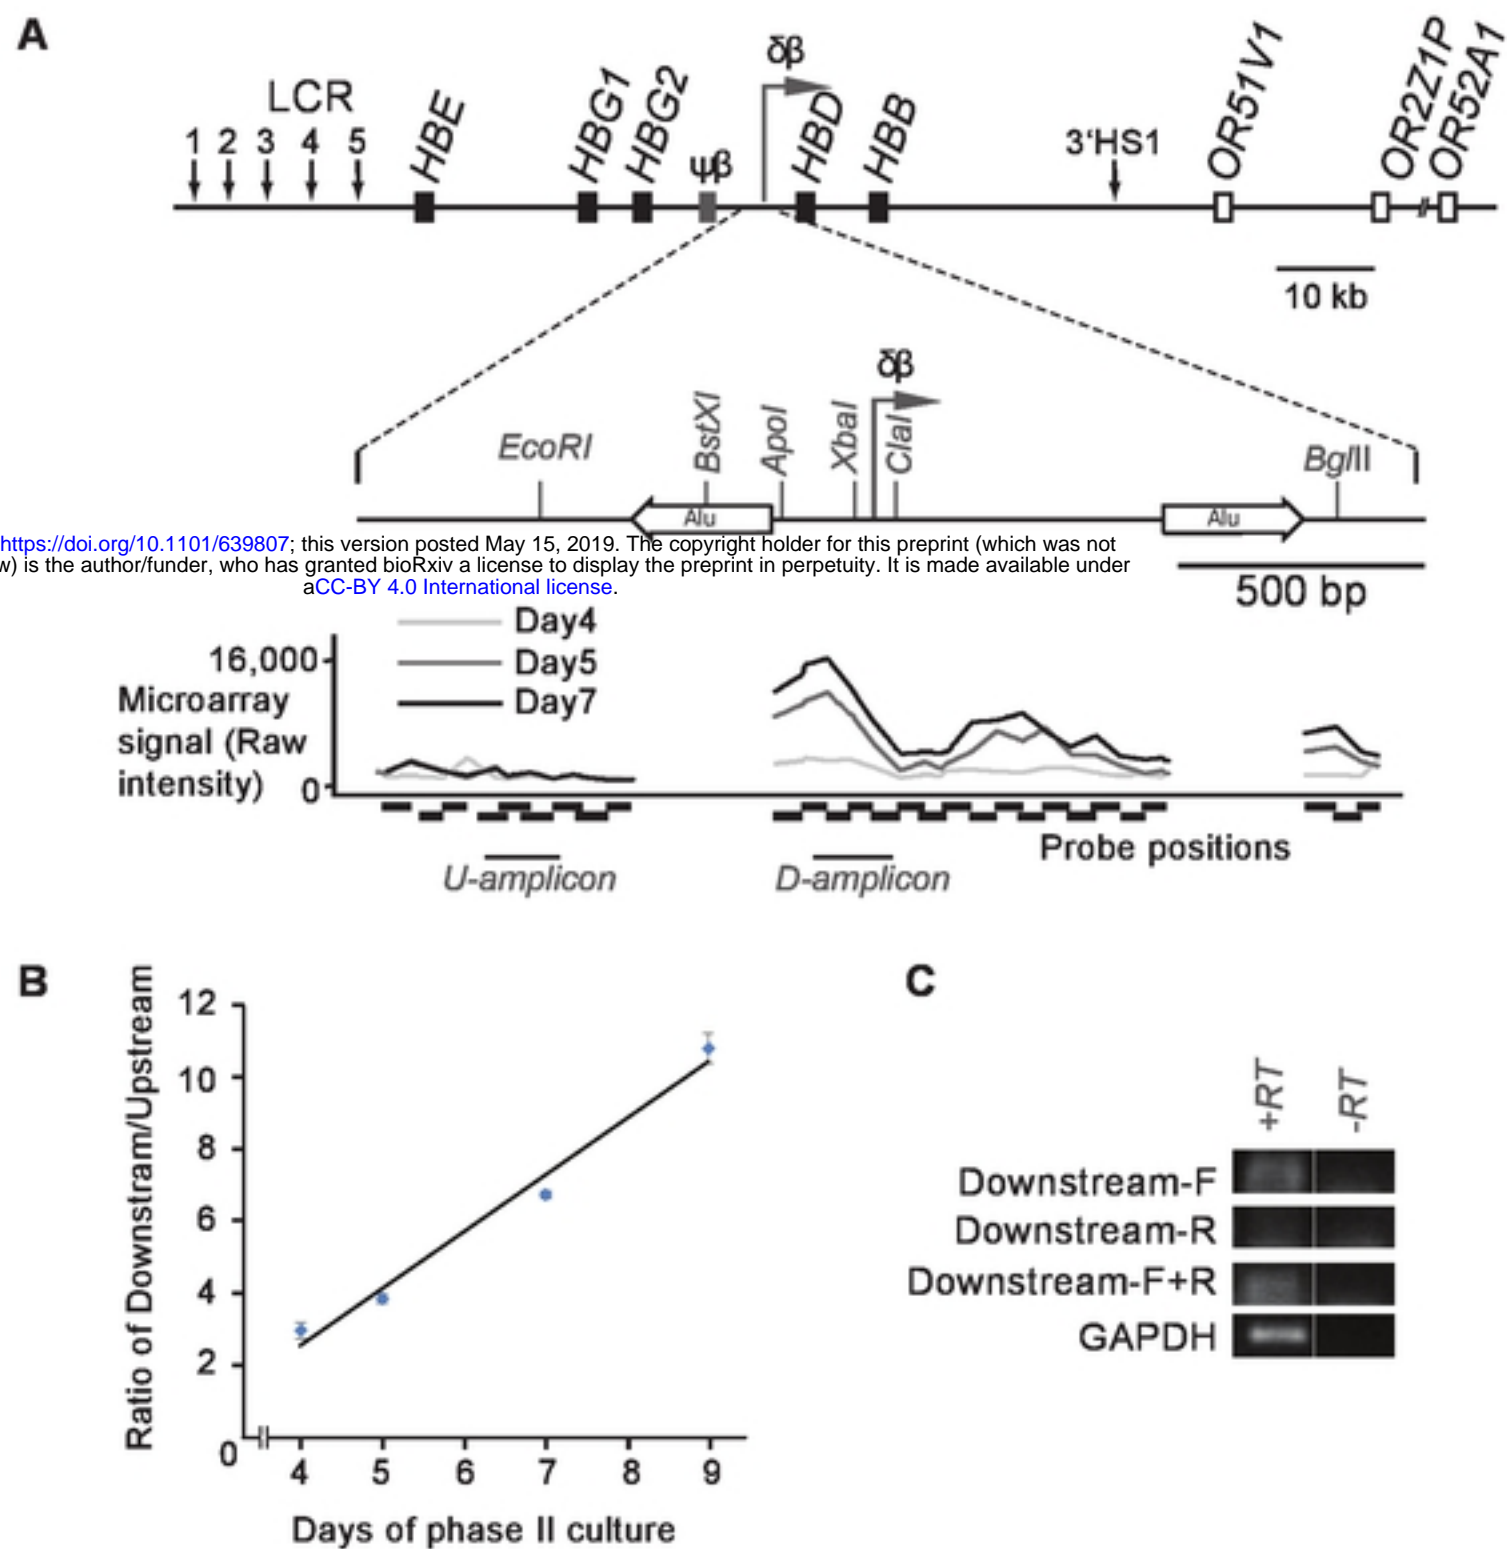 A
δβ
LCR
1 2 3 4 5
HBE
HBG1
HBG2
ψβ
HBD
HBB
3'HS1
OR51V1
OR2Z1P
OR52A1
10 kb
δβ
EcoRI
BstXI
ApoI
XbaI
ClaI
BglII
Alu
Alu
https://doi.org/10.1101/639807; this version posted May 15, 2019. The copyright holder for this preprint (which was not
w) is the author/funder, who has granted bioRxiv a license to display the preprint in perpetuity. It is made available under
aCC-BY 4.0 International license.
500 bp
Day4
Day5
Day7
16,000
Microarray
signal (Raw
intensity)
0
Probe positions
U-amplicon
D-amplicon
B
Ratio of Downstram/Upstream
12
10
8
6
4
2
0
4 5 6 7 8 9
Days of phase II culture
C
+RT
-RT
Downstream-F
Downstream-R
Downstream-F+R
GAPDH